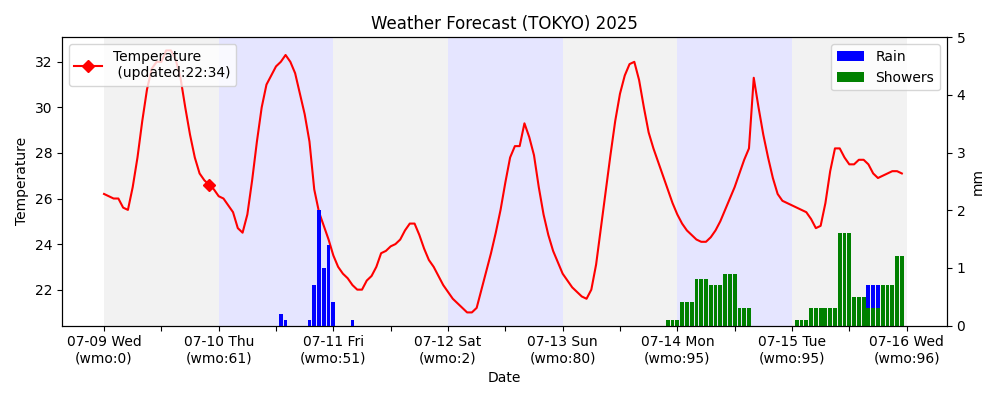 Weather Forecast (TOKYO) 2025
Temperature
(updated:22:34)
Rain
Showers
Temperature
32
30
28
26
24
22
5
4
3
2
1
0
mm
07-09 Wed
(wmo:0)
07-10 Thu
(wmo:61)
07-11 Fri
(wmo:51)
07-12 Sat
(wmo:2)
07-13 Sun
(wmo:80)
07-14 Mon
(wmo:95)
07-15 Tue
(wmo:95)
07-16 Wed
(wmo:96)
Date